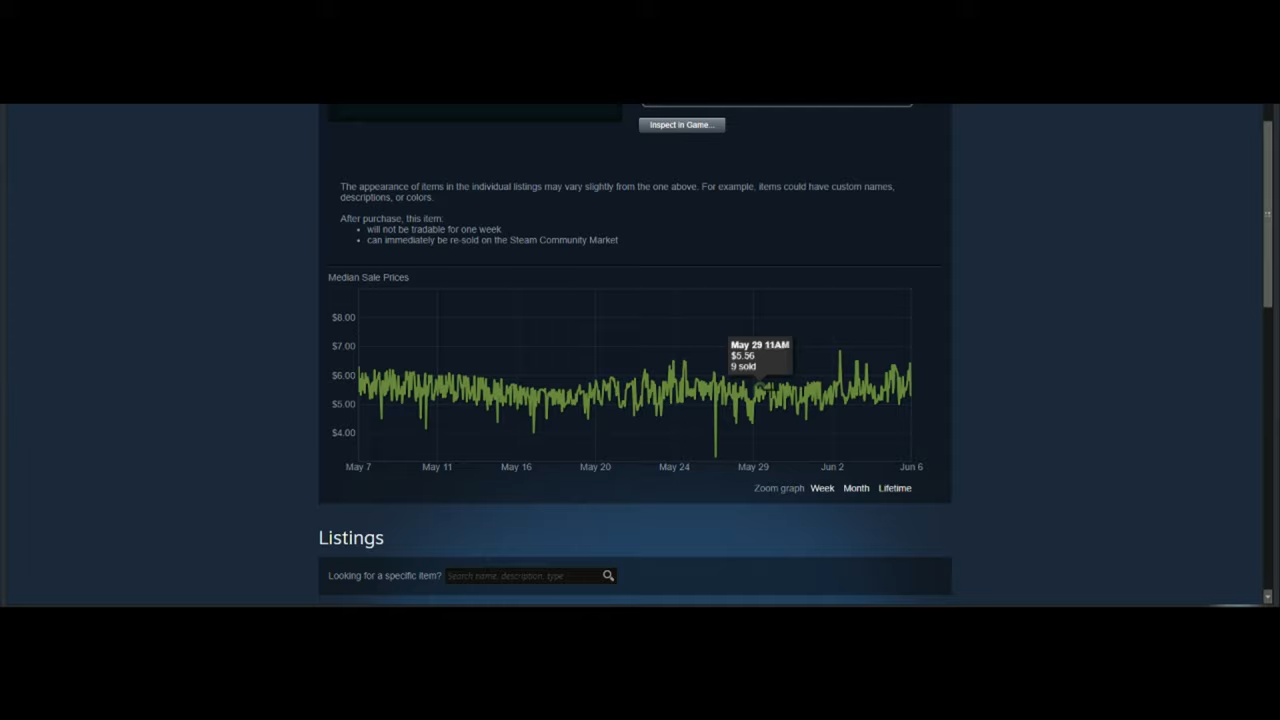 Inspect in Game...
The appearance of items in the individual listings may vary slightly from the one above. For example, items could have custom names,
descriptions, or colors.
After purchase, this item:
will not be tradable for one week
can immediately be re-sold on the Steam Community Market
Median Sale Prices
$8.00
$7.00
$6.00
$5.00
$4.00
May 29 11AM
$5.56
9 sold
May 7 May 11 May 16 May 20 May 24 May 29 Jun 2 Jun 6
Zoom graph Week Month Lifetime
Listings
Looking for a specific item? Search name, description, type